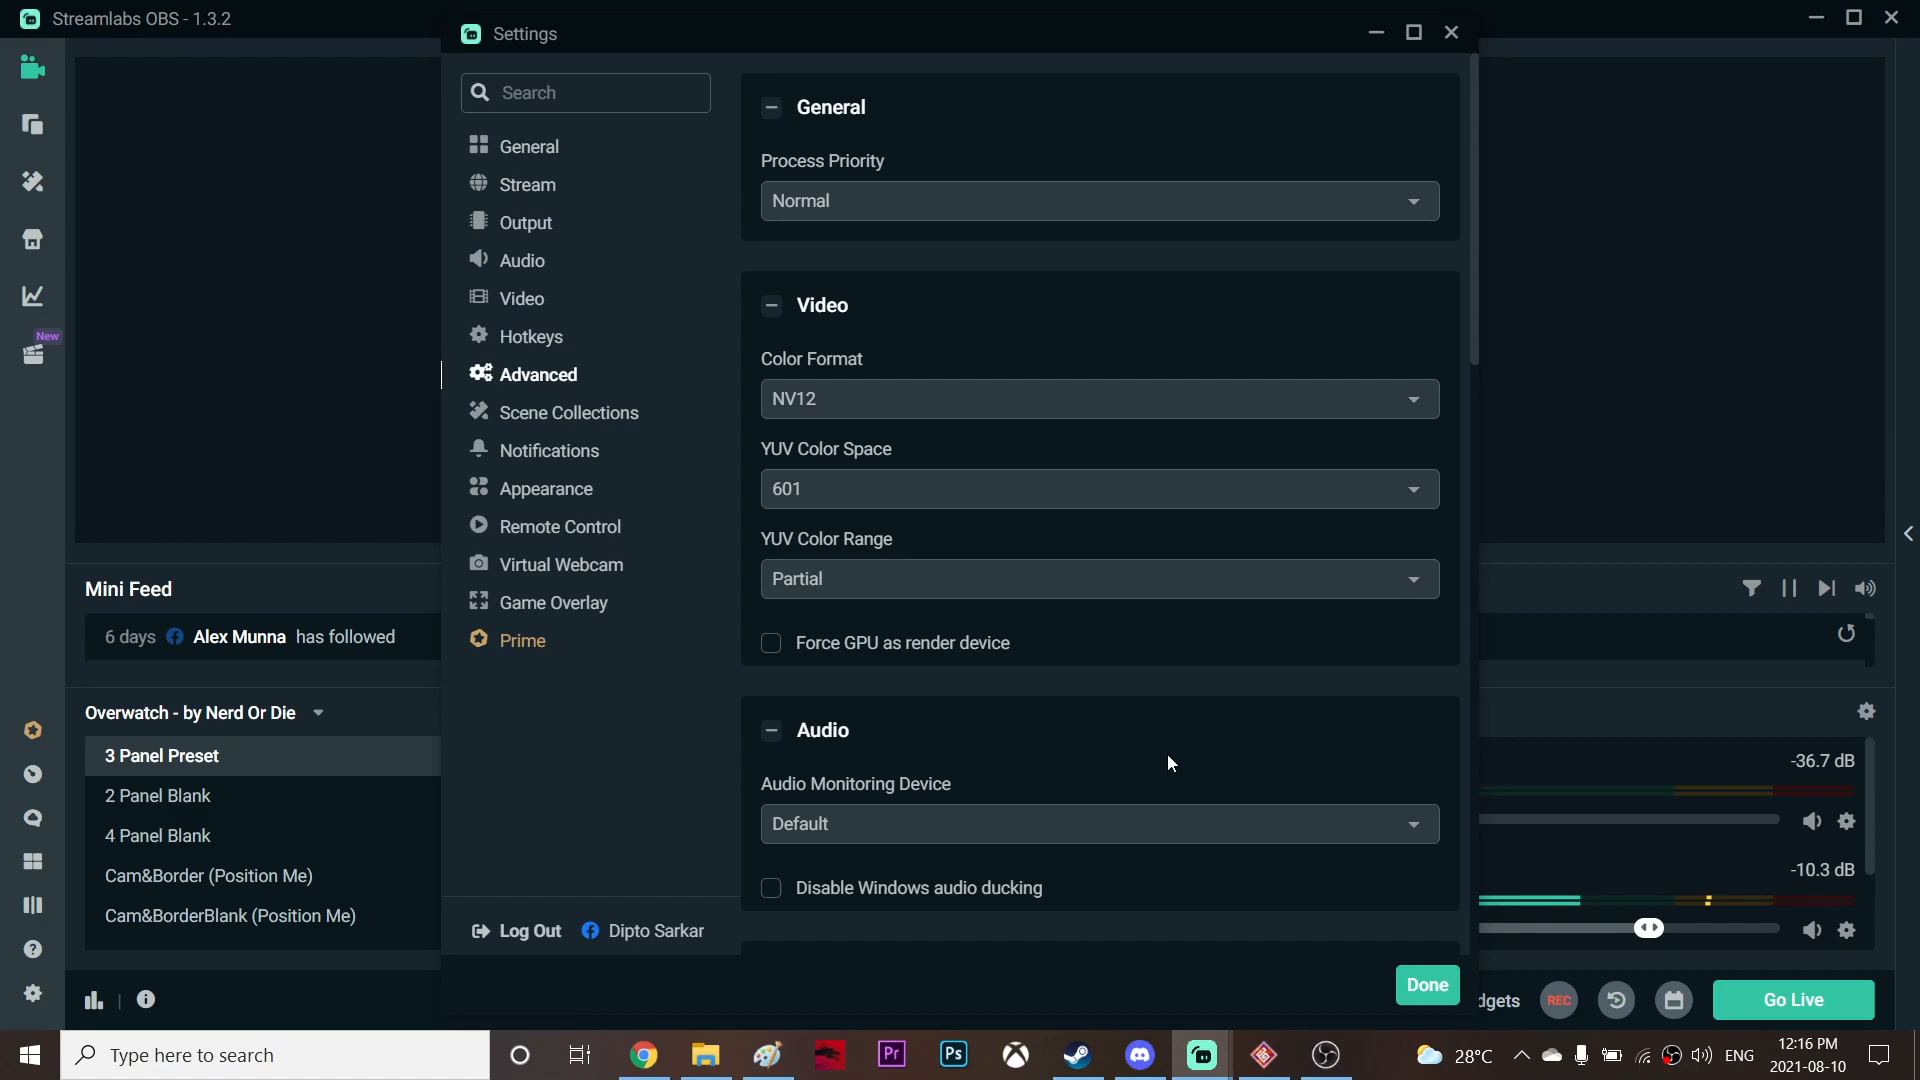 Streamlabs OBS - 1.3.2
Settings
Search
General
Stream
Output
Audio
Video
Hotkeys
Advanced
Scene Collections
Notifications
Appearance
Remote Control
Virtual Webcam
Game Overlay
Prime
Log Out Dipto Sarkar
General
Process Priority
Normal
Video
Color Format
NV12
YUV Color Space
601
YUV Color Range
Partial
Force GPU as render device
Audio
Audio Monitoring Device
Default
Disable Windows audio ducking
Done
New
Mini Feed
6 days Alex Munna has followed
Overwatch - by Nerd Or Die
3 Panel Preset
2 Panel Blank
4 Panel Blank
Cam&Border (Position Me)
Cam&BorderBlank (Position Me)
-36.7 dB
-10.3 dB
dgets
REC
Go Live
Type here to search
Pr
Ps
28°C
ENG
12:16 PM
2021-08-10